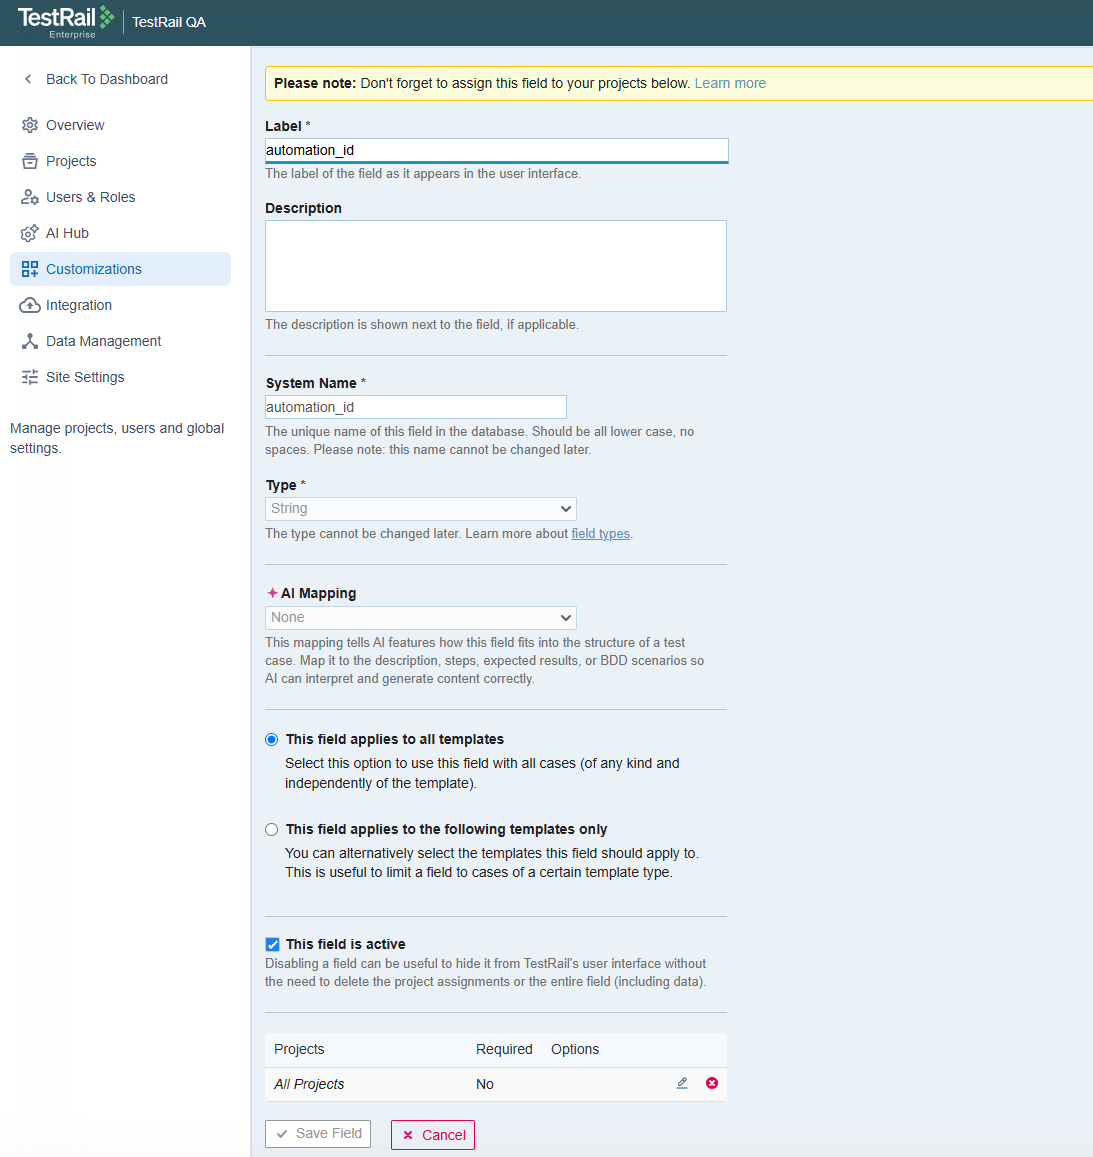 TestRail
Enterprise
TestRail QA
Back To Dashboard
Overview
Projects
Users & Roles
AI Hub
Customizations
Integration
Data Management
Site Settings
Manage projects, users and global
settings.
Please note: Don't forget to assign this field to your projects below. Learn more
Label *
automation_id
The label of the field as it appears in the user interface.
Description
The description is shown next to the field, if applicable.
System Name *
automation_id
The unique name of this field in the database. Should be all lower case, no
spaces. Please note: this name cannot be changed later.
Type *
String
The type cannot be changed later. Learn more about field types.
AI Mapping
None
This mapping tells AI features how this field fits into the structure of a test
case. Map it to the description, steps, expected results, or BDD scenarios so
AI can interpret and generate content correctly.
This field applies to all templates
Select this option to use this field with all cases (of any kind and
independently of the template).
This field applies to the following templates only
You can alternatively select the templates this field should apply to.
This is useful to limit a field to cases of a certain template type.
This field is active
Disabling a field can be useful to hide it from TestRail's user interface without
the need to delete the project assignments or the entire field (including data).
Projects Required Options
All Projects No
Save Field Cancel